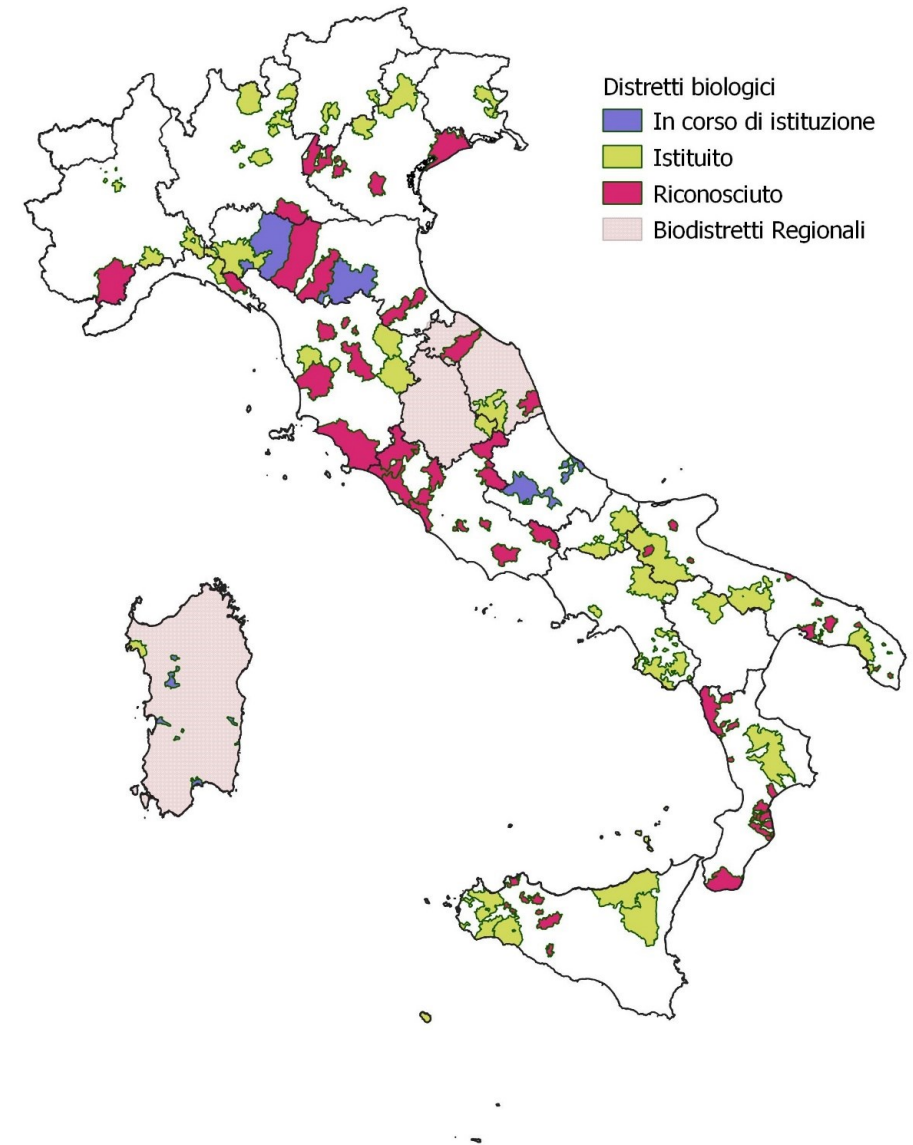 Distretti biologici
In corso di istituzione
Istituito
Riconosciuto
Biodistretti Regionali